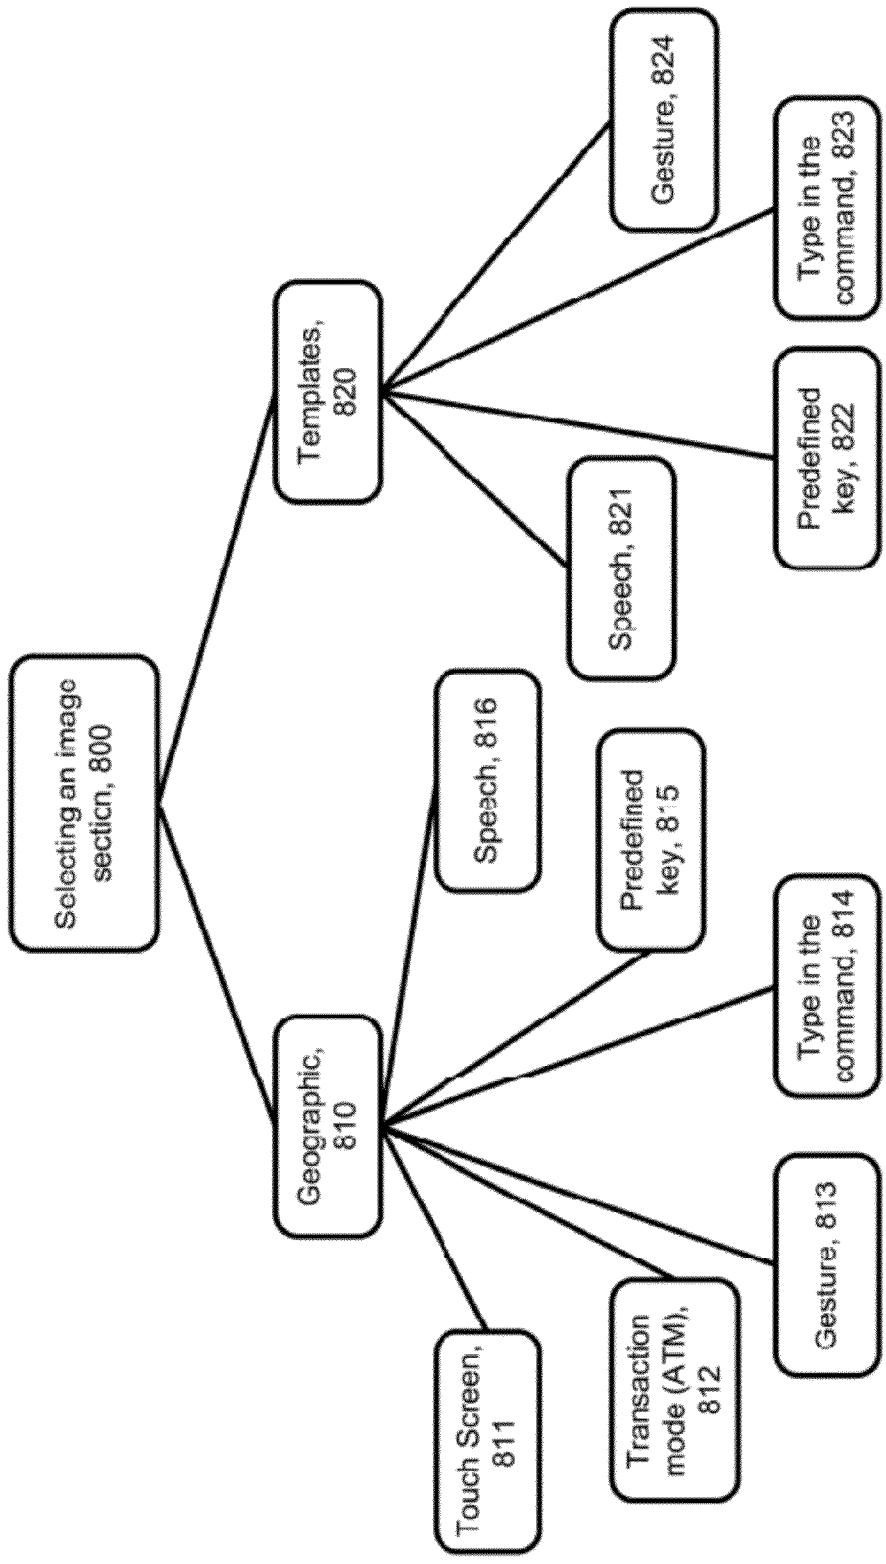 Selecting an image
section, 800
Geographic,
810
Templates,
820
Touch Screen,
811
Transaction
mode (ATM),
812
Gesture, 813
Type in the
command, 814
Predefined
key, 815
Speech, 816
Speech, 821
Predefined
key, 822
Type in the
command, 823
Gesture, 824